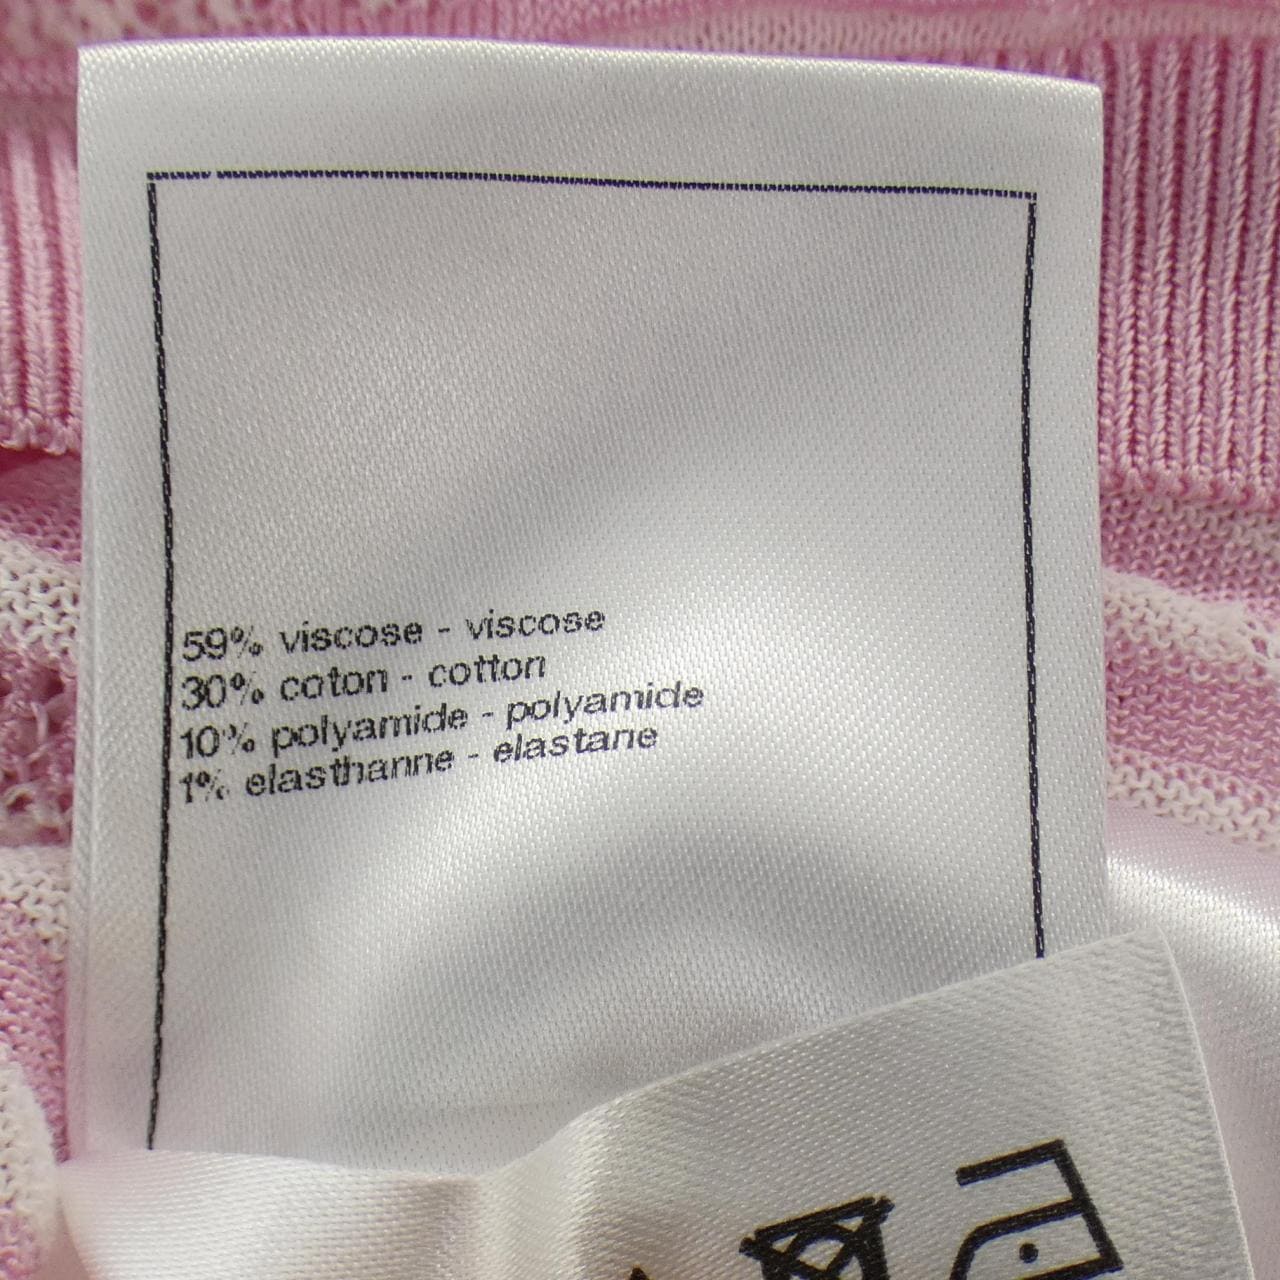 59% viscose - viscose
30% coton - cotton
10% polyamide - polyamide
1% elasthanne - elastane